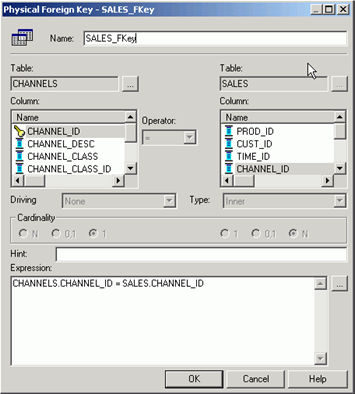 Physical Foreign Key - SALES_FKey
Name: SALES_FKey
Table: Table:
CHANNELS ... SALES ...
Column: Operator: Column:
Name = Name
CHANNEL_ID PROD_ID
CHANNEL_DESC CUST_ID
CHANNEL_CLASS TIME_ID
CHANNEL_CLASS_ID CHANNEL_ID
Driving None Type: Inner
Cardinality
N 0,1 1 1 0,1 N
Hint:
Expression:
CHANNELS.CHANNEL_ID = SALES.CHANNEL_ID ...
OK Cancel Help